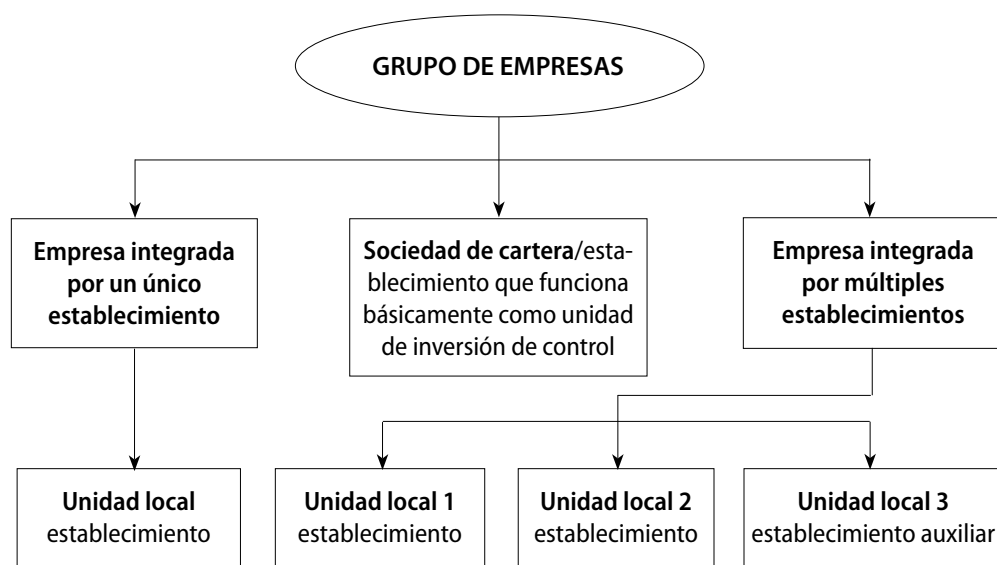 GRUPO DE EMPRESAS
Empresa integrada
por un único
establecimiento
Sociedad de cartera/esta-
blecimiento que funciona
básicamente como unidad
de inversión de control
Empresa integrada
por múltiples
establecimientos
Unidad local
establecimiento
Unidad local 1
establecimiento
Unidad local 2
establecimiento
Unidad local 3
establecimiento auxiliar